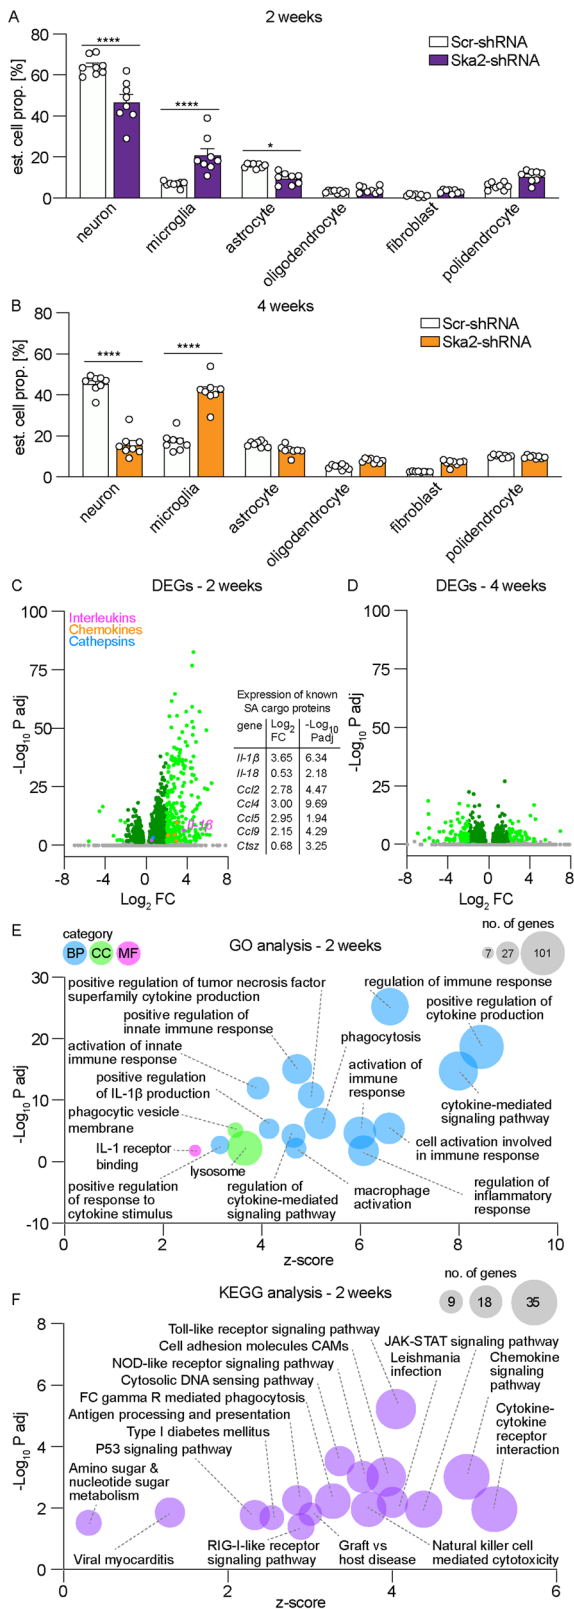 A
2 weeks
80
60
40
20
0
est. cell prop. [%]
****
****
*
Scr-shRNA
Ska2-shRNA
neuron
microglia
astrocyte
oligodendrocyte
fibroblast
polidendrocyte
B
4 weeks
80
60
40
20
0
est. cell prop. [%]
****
****
Scr-shRNA
Ska2-shRNA
neuron
microglia
astrocyte
oligodendrocyte
fibroblast
polidendrocyte
C
DEGs - 2 weeks
100
75
50
25
0
-Log10 P adj
Interleukins
Chemokines
Cathepsins
Il-1β
-8
-4
0
4
8
Log2 FC
Expression of known
SA cargo proteins
gene Log2 FC -Log10 Padj
Il-1β 3.65 6.34
Il-18 0.53 2.18
Ccl2 2.78 4.47
Ccl4 3.00 9.69
Ccl5 2.95 1.94
Ccl9 2.15 4.29
Ctsz 0.68 3.25
D
DEGs - 4 weeks
100
75
50
25
0
-Log10 P adj
-8
-4
0
4
8
Log2 FC
E
category
BP CC MF
GO analysis - 2 weeks
no. of genes
7 27 101
30
20
10
0
-10
-Log10 P adj
positive regulation of tumor necrosis factor
superfamily cytokine production
regulation of immune response
positive regulation of
innate immune response
positive regulation of
cytokine production
activation of innate
immune response
phagocytosis
positive regulation
of IL-1β production
activation of
immune
response
phagocytic vesicle
membrane
cytokine-mediated
signaling pathway
IL-1 receptor
binding
lysosome
cell activation involved
in immune response
positive regulation
of response to
cytokine stimulus
regulation of
cytokine-mediated
signaling pathway
macrophage
activation
regulation of
inflammatory
response
0
2
4
6
8
10
z-score
F
KEGG analysis - 2 weeks
no. of genes
9 18 35
8
6
4
2
0
-Log10 P adj
Toll-like receptor signaling pathway
Cell adhesion molecules CAMs
NOD-like receptor signaling pathway
Cytosolic DNA sensing pathway
FC gamma R mediated phagocytosis
Antigen processing and presentation
Type I diabetes mellitus
P53 signaling pathway
Amino sugar &
nucleotide sugar
metabolism
JAK-STAT signaling pathway
Leishmania
infection
Chemokine
signaling
pathway
Cytokine-
cytokine
receptor
interaction
Viral myocarditis
RIG-I-like receptor
signaling pathway
Graft vs
host disease
Natural killer cell
mediated cytotoxicity
0
2
4
6
z-score